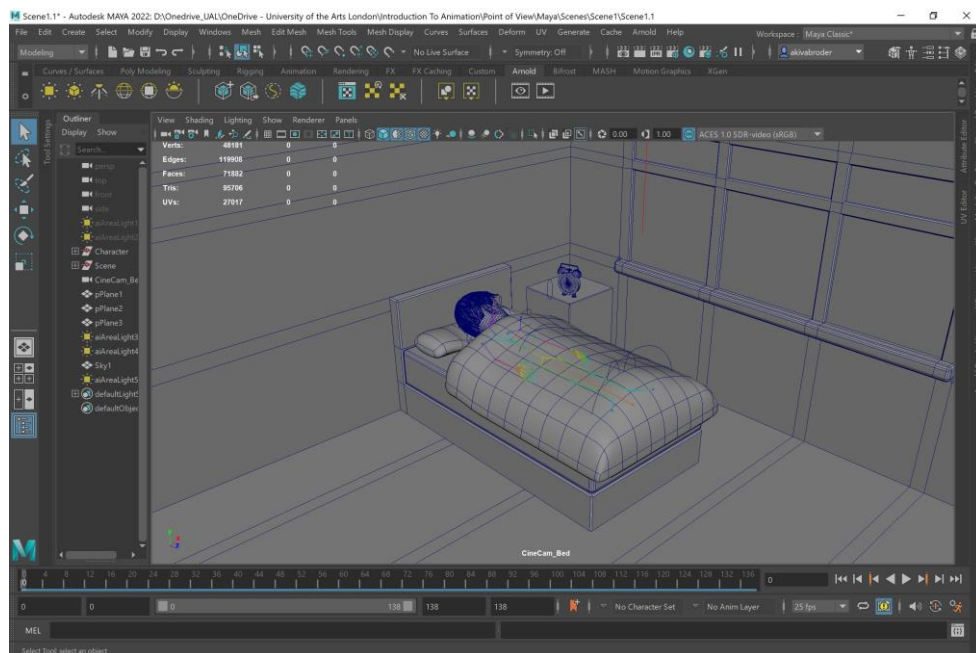 Scene1.1* - Autodesk MAYA 2022: D:\Onedrive_UAL\OneDrive - University of the Arts London\Introduction To Animation\Point of View\Maya\Scenes\Scene1\Scene1.1
File Edit Create Select Modify Display Windows Mesh Edit Mesh Mesh Tools Mesh Display Curves Surfaces Deform UV Generate Cache Arnold Help Workspace : Maya Classic*
Modeling No Live Surface Symmetry: Off akivabroder
Curves / Surfaces Poly Modeling Sculpting Rigging Animation Rendering FX FX Caching Custom Arnold Bifrost MASH Motion Graphics XGen
Outliner
Display Show
Search...
persp
top
front
side
aiAreaLight1
aiAreaLight2
Character
Scene
CineCam_Be
pPlane1
pPlane2
pPlane3
aiAreaLight3
aiAreaLight4
Sky1
aiAreaLight5
defaultLightS
defaultObjec
Tool Settings
View Shading Lighting Show Renderer Panels
0.00 1.00 ACES 1.0 SDR-video (sRGB)
Verts: 48181 0 0
Edges: 119908 0 0
Faces: 71882 0 0
Tris: 95706 0 0
UVs: 27017 0 0
CineCam_Bed
Attribute Editor
UV Editor
0 4 8 12 16 20 24 28 32 36 40 44 48 52 56 60 64 68 72 76 80 84 88 92 96 100 104 108 112 116 120 124 128 132 136 0
0 0 0 138 138 138 No Character Set No Anim Layer 25 fps
MEL
Select Tool: select an object